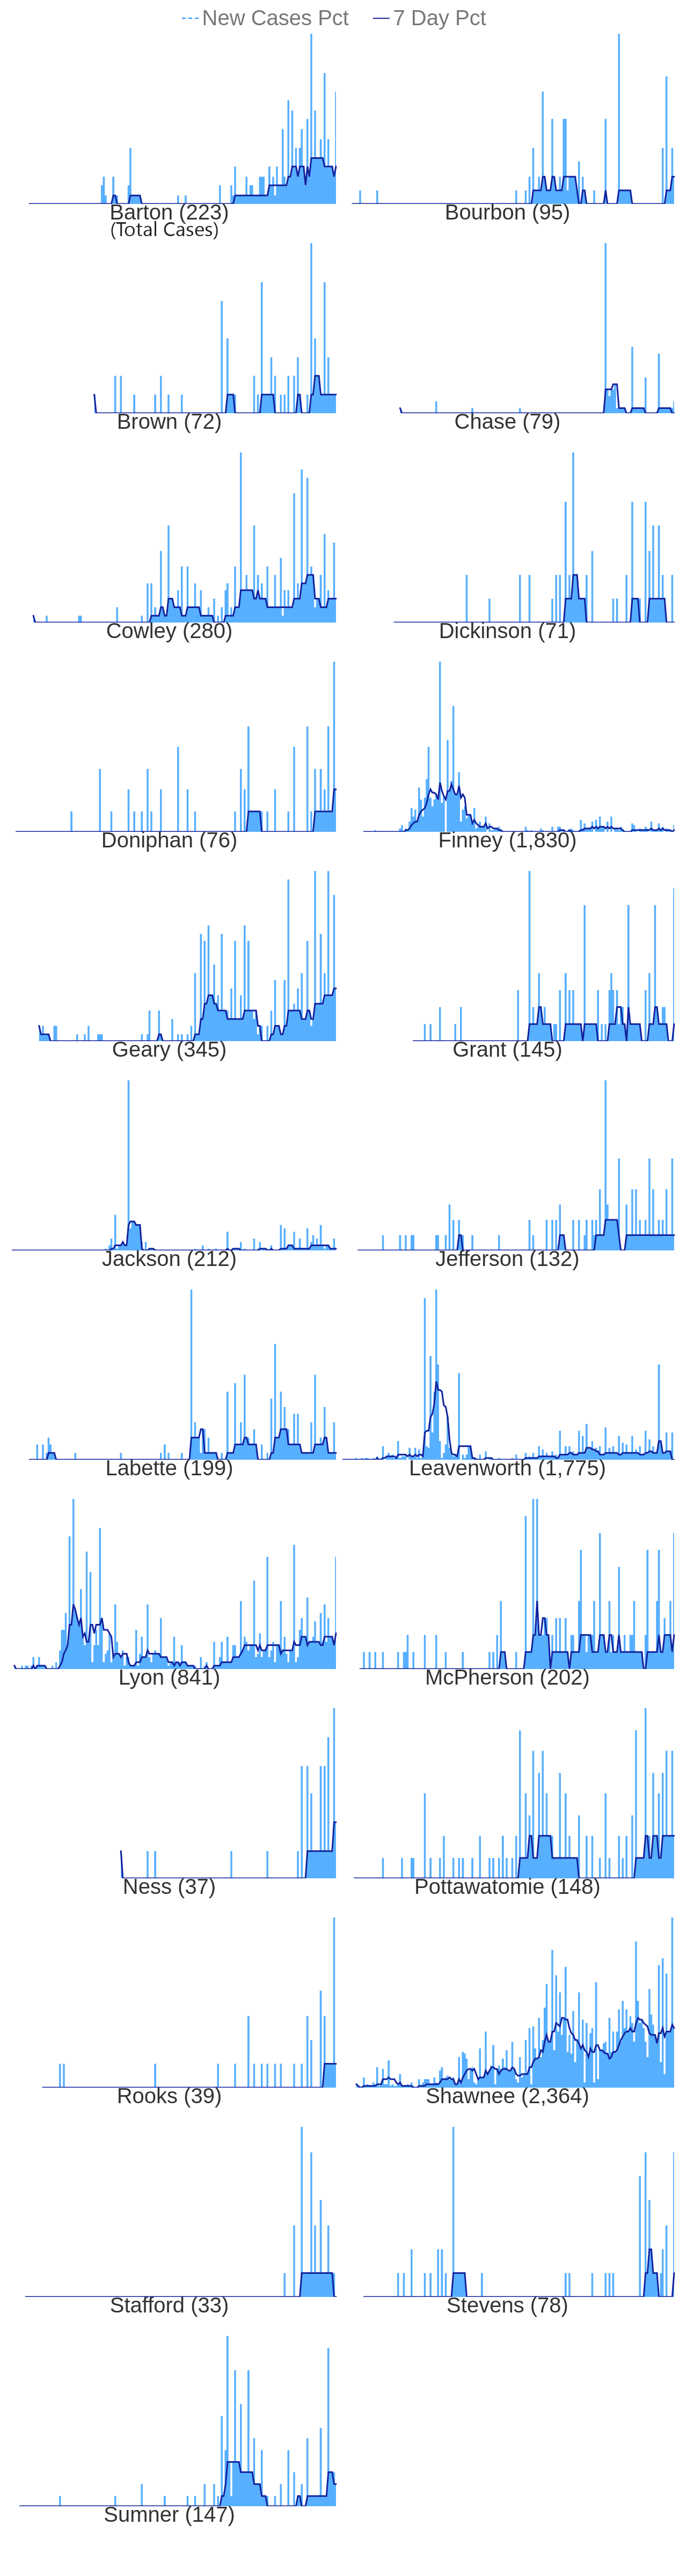 New Cases Pct 7 Day Pct
Barton (223) Bourbon (95)
(Total Cases)
Brown (72) Chase (79)
Cowley (280) Dickinson (71)
Doniphan (76) Finney (1,830)
Geary (345) Grant (145)
Jackson (212) Jefferson (132)
Labette (199) Leavenworth (1,775)
Lyon (841) McPherson (202)
Ness (37) Pottawatomie (148)
Rooks (39) Shawnee (2,364)
Stafford (33) Stevens (78)
Sumner (147)